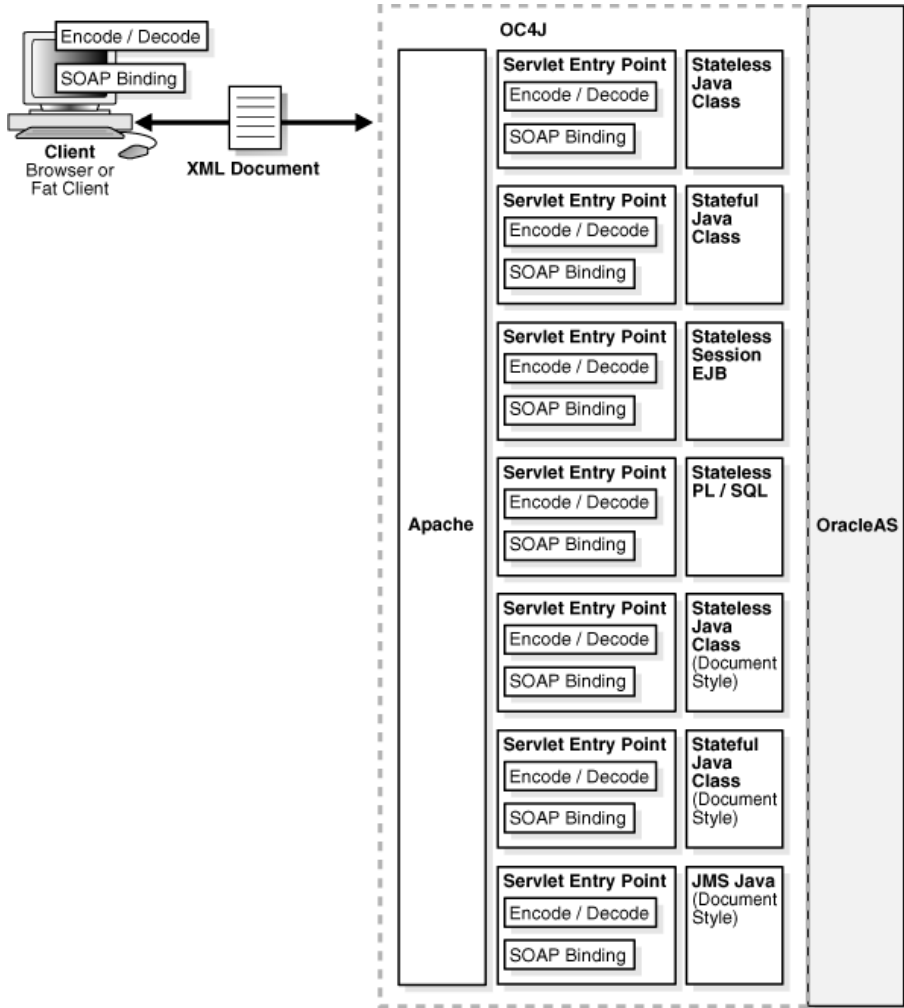 Encode / Decode
SOAP Binding
Client
Browser or
Fat Client
XML Document
OC4J
Apache
Servlet Entry Point
Encode / Decode
SOAP Binding
Stateless
Java
Class
Servlet Entry Point
Encode / Decode
SOAP Binding
Stateful
Java
Class
Servlet Entry Point
Encode / Decode
SOAP Binding
Stateless
Session
EJB
Servlet Entry Point
Encode / Decode
SOAP Binding
Stateless
PL / SQL
Servlet Entry Point
Encode / Decode
SOAP Binding
Stateless
Java
Class
(Document
Style)
Servlet Entry Point
Encode / Decode
SOAP Binding
Stateful
Java
Class
(Document
Style)
Servlet Entry Point
Encode / Decode
SOAP Binding
JMS Java
(Document
Style)
OracleAS